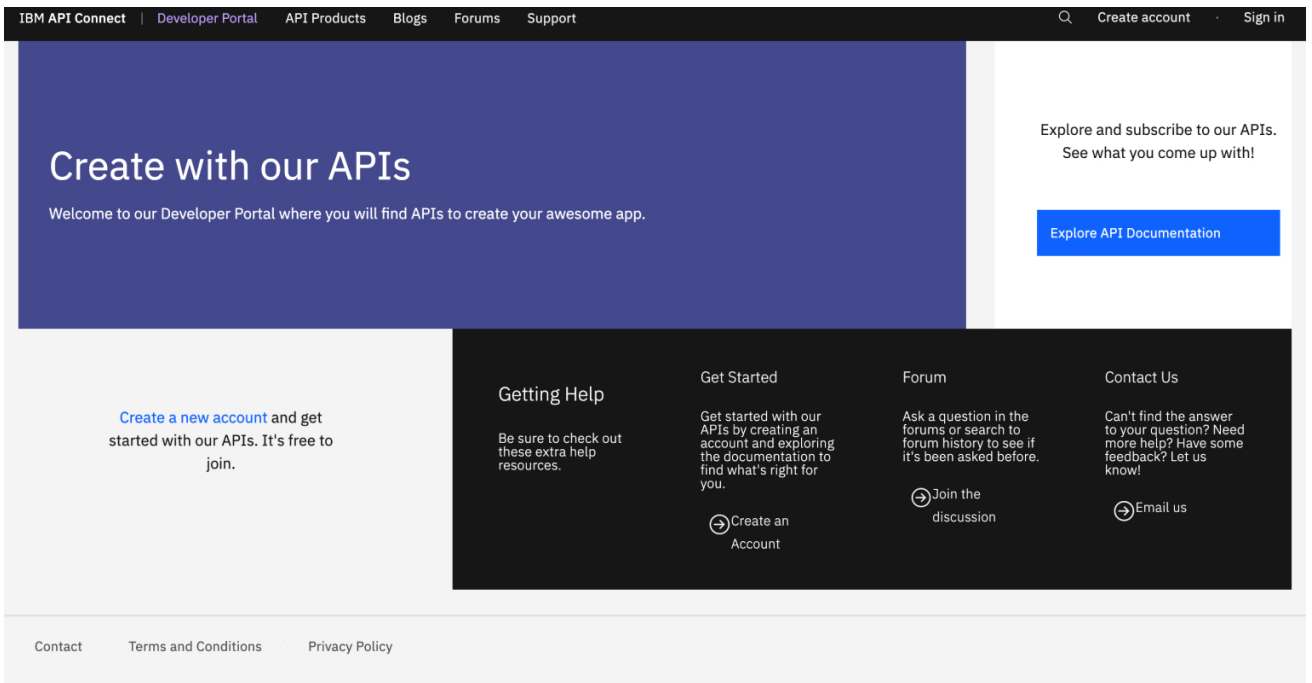 IBM API Connect | Developer Portal API Products Blogs Forums Support Create account · Sign in
Create with our APIs
Welcome to our Developer Portal where you will find APIs to create your awesome app.
Explore and subscribe to our APIs.
See what you come up with!
Explore API Documentation
Create a new account and get
started with our APIs. It's free to
join.
Getting Help
Be sure to check out
these extra help
resources.
Get Started
Get started with our
APIs by creating an
account and exploring
the documentation to
find what's right for
you.
Create an
Account
Forum
Ask a question in the
forums or search to
forum history to see if
it's been asked before.
Join the
discussion
Contact Us
Can't find the answer
to your question? Need
more help? Have some
feedback? Let us
know!
Email us
Contact Terms and Conditions Privacy Policy